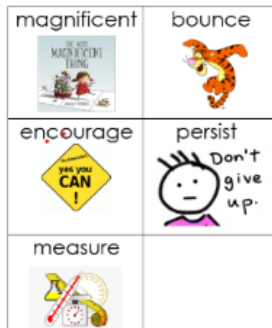 magnificent
bounce
THE MOST
MAGNIFICENT
THING
encourage
persist
yes you
CAN
!
Don't
give
up.
measure